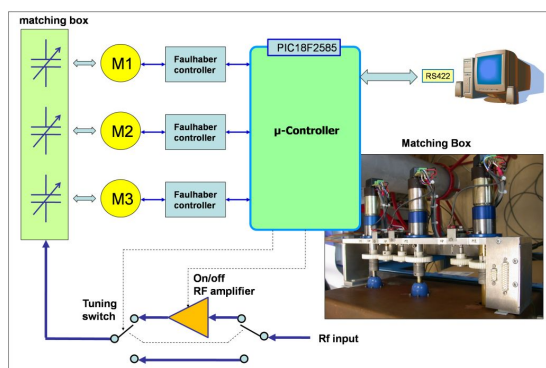 matching box
PIC18F2585
M1
Faulhaber
controller
RS422
M2
Faulhaber
controller
µ-Controller
Matching Box
M3
Faulhaber
controller
On/off
RF amplifier
Tuning
switch
Rf input